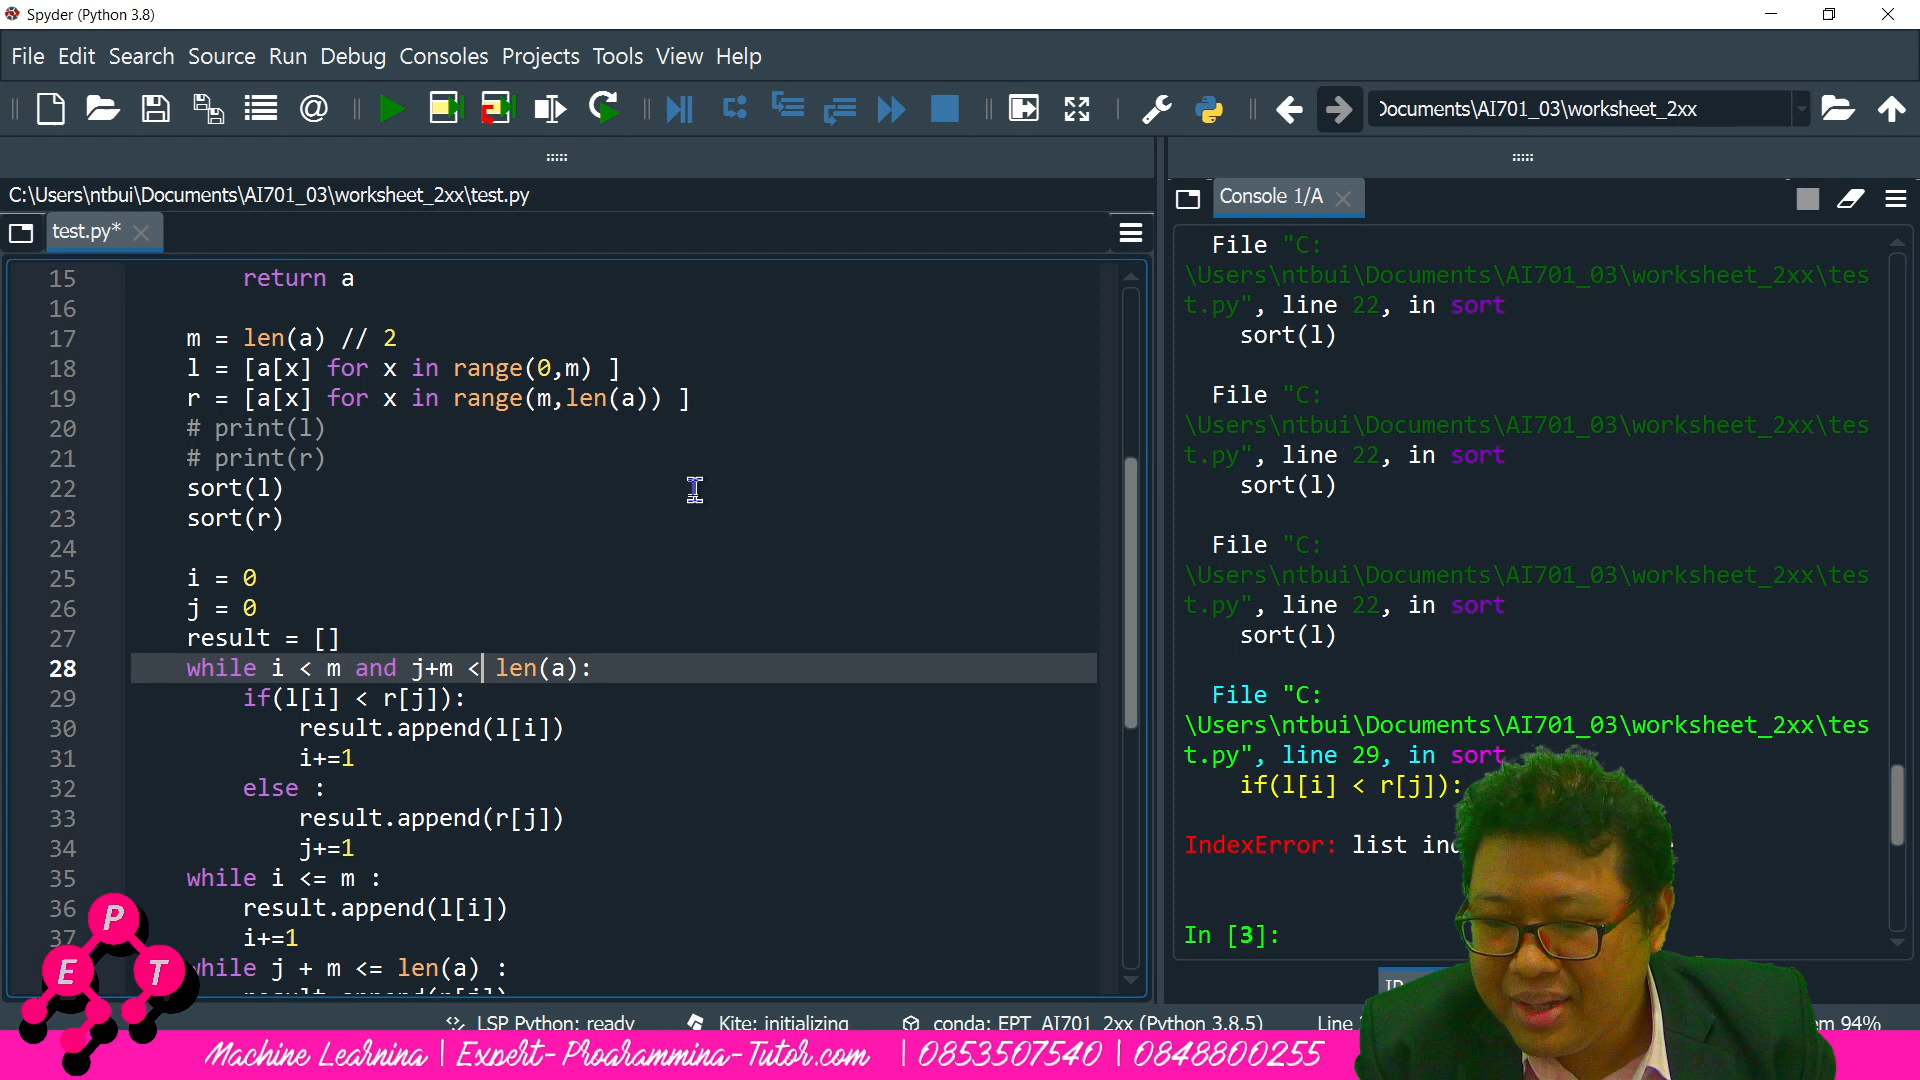 Spyder (Python 3.8)
File Edit Search Source Run Debug Consoles Projects Tools View Help
Documents\AI701_03\worksheet_2xx
C:\Users\ntbui\Documents\AI701_03\worksheet_2xx\test.py
test.py*
15 return a
16
17 m = len(a) // 2
18 l = [a[x] for x in range(0,m) ]
19 r = [a[x] for x in range(m,len(a)) ]
20 # print(l)
21 # print(r)
22 sort(l)
23 sort(r)
24
25 i = 0
26 j = 0
27 result = []
28 while i < m and j+m < len(a):
29 if(l[i] < r[j]):
30 result.append(l[i])
31 i+=1
32 else :
33 result.append(r[j])
34 j+=1
35 while i <= m :
36 result.append(l[i])
37 i+=1
while j + m <= len(a) :
Console 1/A
File "C:
\Users\ntbui\Documents\AI701_03\worksheet_2xx\tes
t.py", line 22, in sort
sort(l)
File "C:
\Users\ntbui\Documents\AI701_03\worksheet_2xx\tes
t.py", line 22, in sort
sort(l)
File "C:
\Users\ntbui\Documents\AI701_03\worksheet_2xx\tes
t.py", line 22, in sort
sort(l)
File "C:
\Users\ntbui\Documents\AI701_03\worksheet_2xx\tes
t.py", line 29, in sort
if(l[i] < r[j]):
IndexError: list
In [3]:
LSP Python: ready Kite: initializing conda: EPT_AI701_2xx (Python 3.8.5) Line 94%
E P T
Machine Learning | Expert-Programming-Tutor.com | 0853507540 | 0848800255